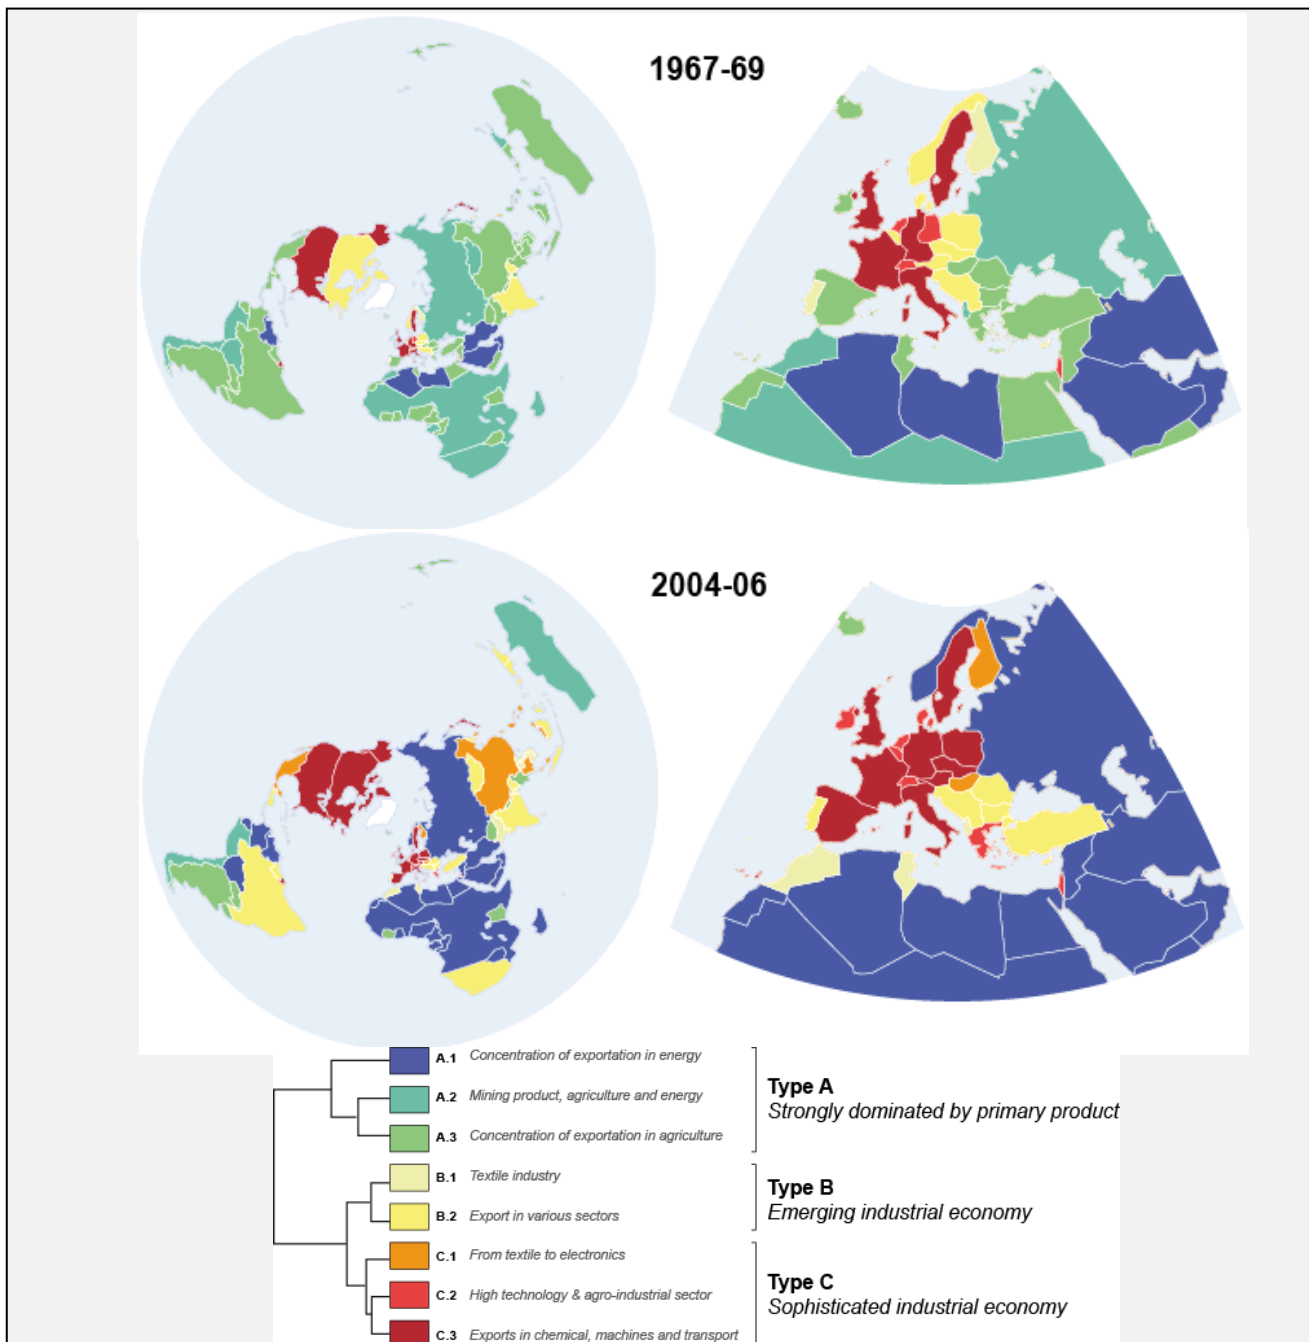 1967-69
2004-06
A.1 Concentration of exportation in energy
A.2 Mining product, agriculture and energy
A.3 Concentration of exportation in agriculture
Type A
Strongly dominated by primary product
B.1 Textile industry
B.2 Export in various sectors
Type B
Emerging industrial economy
C.1 From textile to electronics
C.2 High technology & agro-industrial sector
C.3 Exports in chemical, machines and transport
Type C
Sophisticated industrial economy